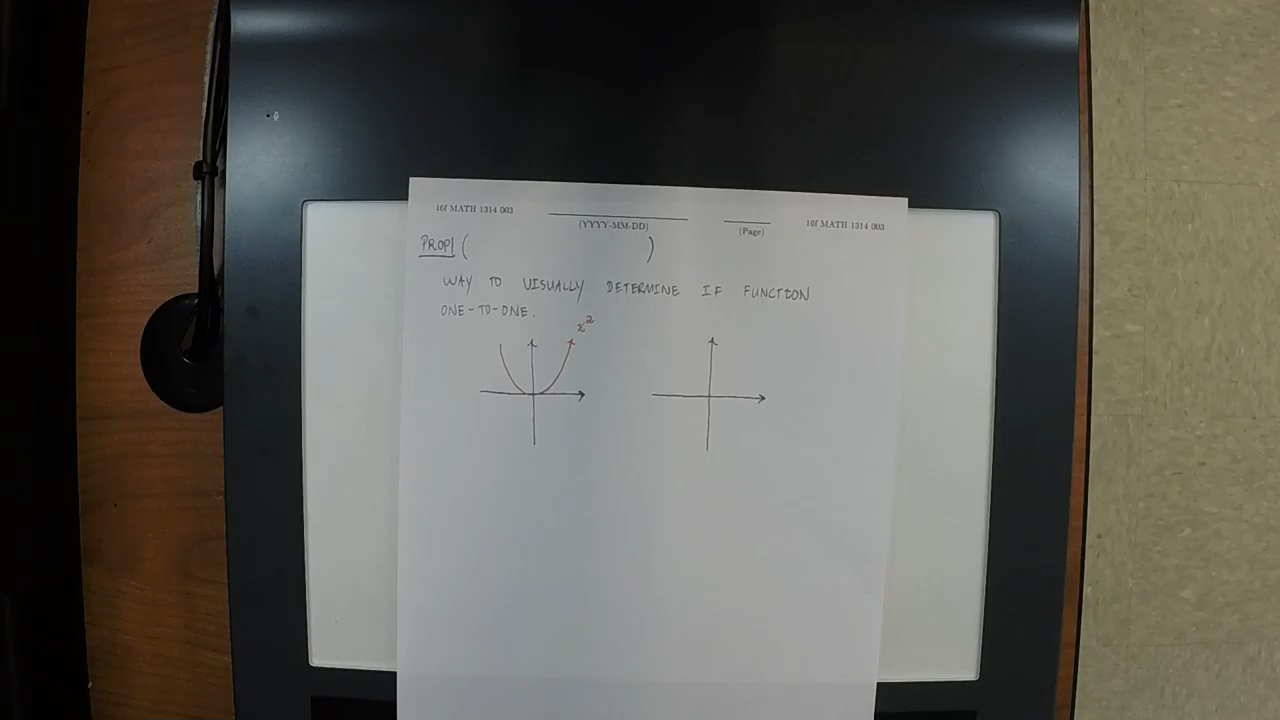 16f MATH 1314 003 (YYYY-MM-DD) (Page) 16f MATH 1314 003
PROP| ( )
WAY TO VISUALLY DETERMINE IF FUNCTION
ONE-TO-ONE.
x²